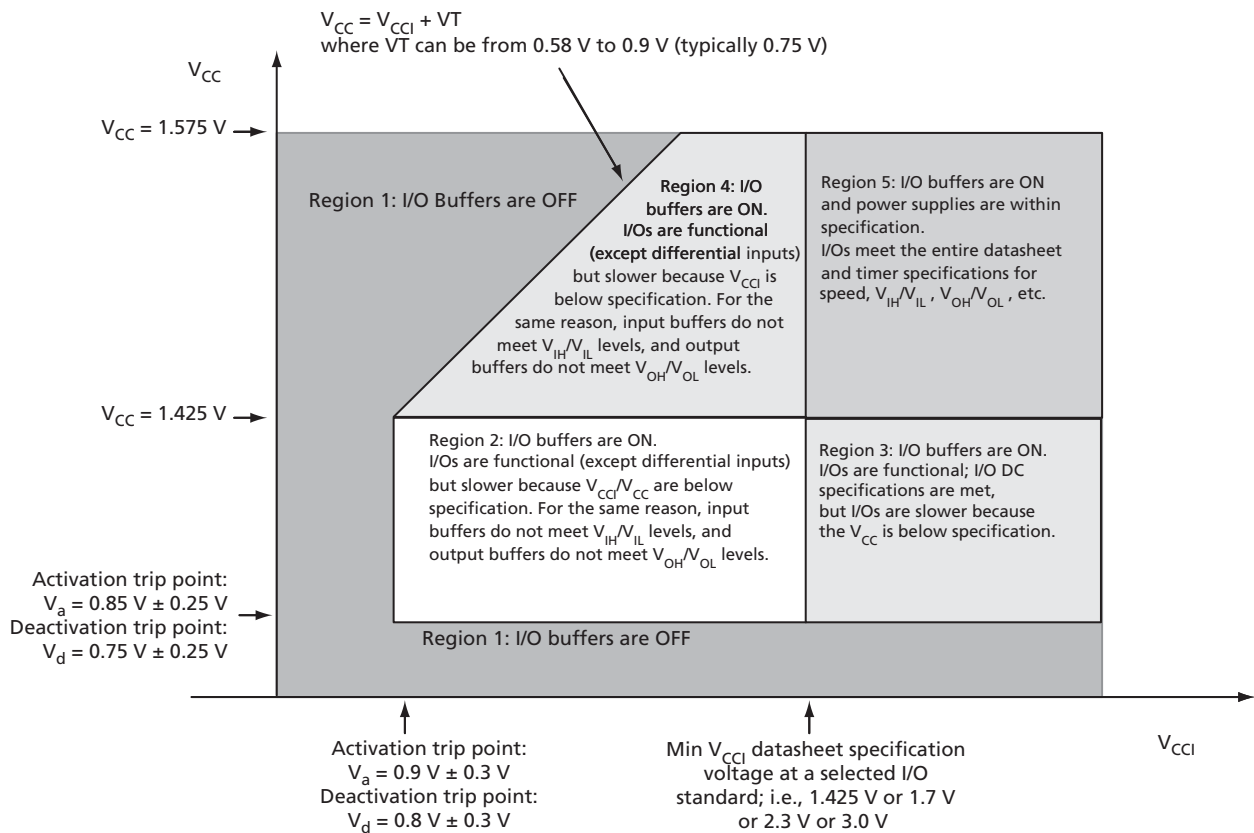 V_CC = V_CCI + VT
where VT can be from 0.58 V to 0.9 V (typically 0.75 V)
V_CC
V_CC = 1.575 V
Region 1: I/O Buffers are OFF
Region 4: I/O
buffers are ON.
I/Os are functional
(except differential inputs)
but slower because V_CCI is
below specification. For the
same reason, input buffers do not
meet V_IH/V_IL levels, and output
buffers do not meet V_OH/V_OL levels.
Region 5: I/O buffers are ON
and power supplies are within
specification.
I/Os meet the entire datasheet
and timer specifications for
speed, V_IH/V_IL , V_OH/V_OL , etc.
V_CC = 1.425 V
Region 2: I/O buffers are ON.
I/Os are functional (except differential inputs)
but slower because V_CCI/V_CC are below
specification. For the same reason, input
buffers do not meet V_IH/V_IL levels, and
output buffers do not meet V_OH/V_OL levels.
Region 3: I/O buffers are ON.
I/Os are functional; I/O DC
specifications are met,
but I/Os are slower because
the V_CC is below specification.
Activation trip point:
V_a = 0.85 V ± 0.25 V
Deactivation trip point:
V_d = 0.75 V ± 0.25 V
Region 1: I/O buffers are OFF
Activation trip point:
V_a = 0.9 V ± 0.3 V
Deactivation trip point:
V_d = 0.8 V ± 0.3 V
Min V_CCI datasheet specification
voltage at a selected I/O
standard; i.e., 1.425 V or 1.7 V
or 2.3 V or 3.0 V
V_CCI